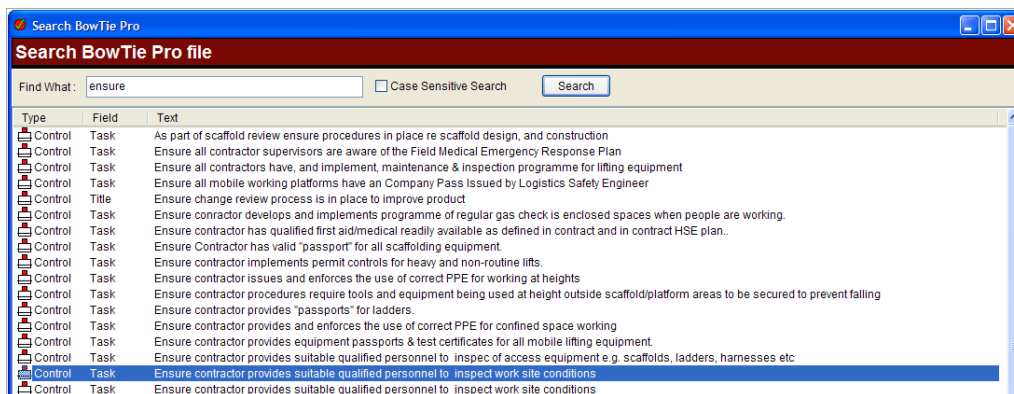 Search BowTie Pro
Search BowTie Pro file
Find What : ensure Case Sensitive Search Search
Type Field Text
Control Task As part of scaffold review ensure procedures in place re scaffold design, and construction
Control Task Ensure all contractor supervisors are aware of the Field Medical Emergency Response Plan
Control Task Ensure all contractors have, and implement, maintenance & inspection programme for lifting equipment
Control Task Ensure all mobile working platforms have an Company Pass Issued by Logistics Safety Engineer
Control Title Ensure change review process is in place to improve product
Control Task Ensure conractor develops and implements programme of regular gas check is enclosed spaces when people are working.
Control Task Ensure contractor has qualified first aid/medical readily available as defined in contract and in contract HSE plan..
Control Task Ensure Contractor has valid "passport" for all scaffolding equipment.
Control Task Ensure contractor implements permit controls for heavy and non-routine lifts.
Control Task Ensure contractor issues and enforces the use of correct PPE for working at heights
Control Task Ensure contractor procedures require tools and equipment being used at height outside scaffold/platform areas to be secured to prevent falling
Control Task Ensure contractor provides "passports" for ladders.
Control Task Ensure contractor provides and enforces the use of correct PPE for confined space working
Control Task Ensure contractor provides equipment passports & test certificates for all mobile lifting equipment.
Control Task Ensure contractor provides suitable qualified personnel to inspec of access equipment e.g. scaffolds, ladders, harnesses etc
Control Task Ensure contractor provides suitable qualified personnel to inspect work site conditions
Control Task Ensure contractor provides suitable qualified personnel to inspect work site conditions